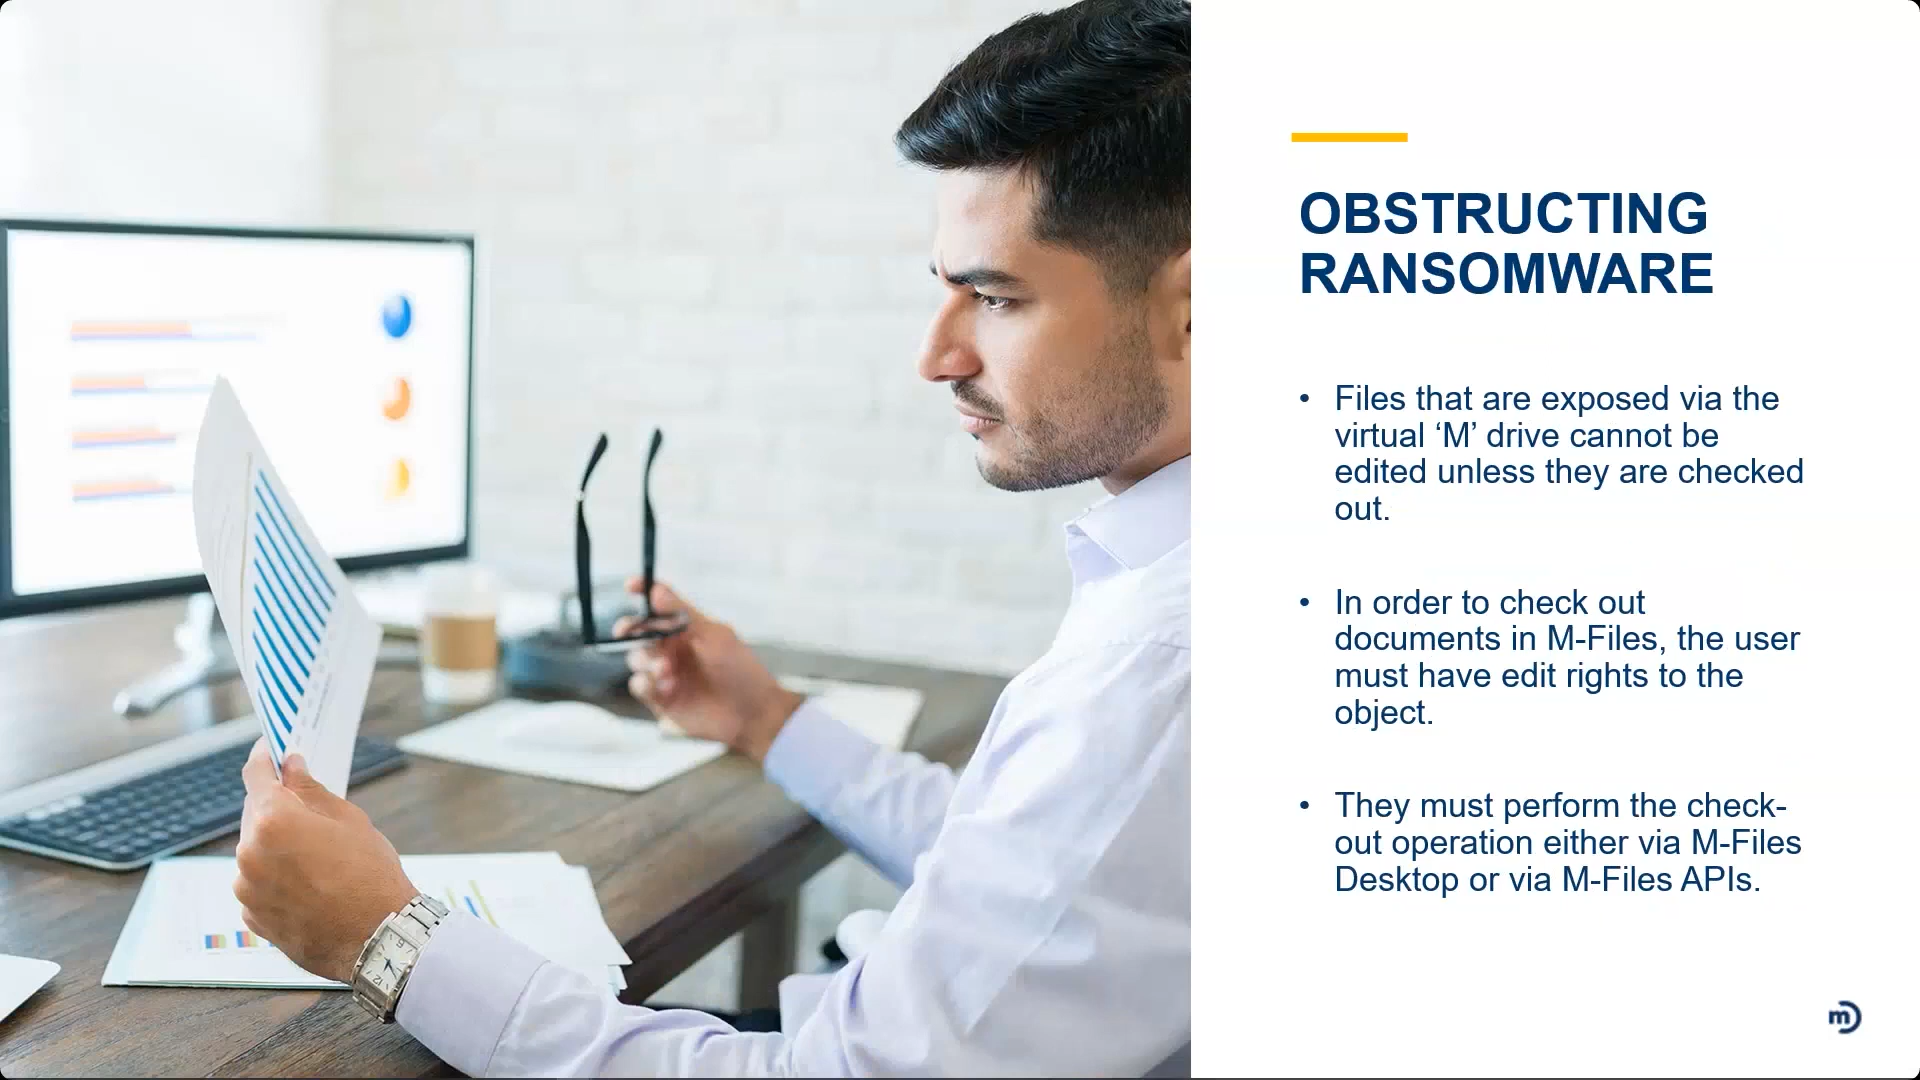 OBSTRUCTING
RANSOMWARE
• Files that are exposed via the
virtual ‘M’ drive cannot be
edited unless they are checked
out.
• In order to check out
documents in M-Files, the user
must have edit rights to the
object.
• They must perform the check-
out operation either via M-Files
Desktop or via M-Files APIs.
m